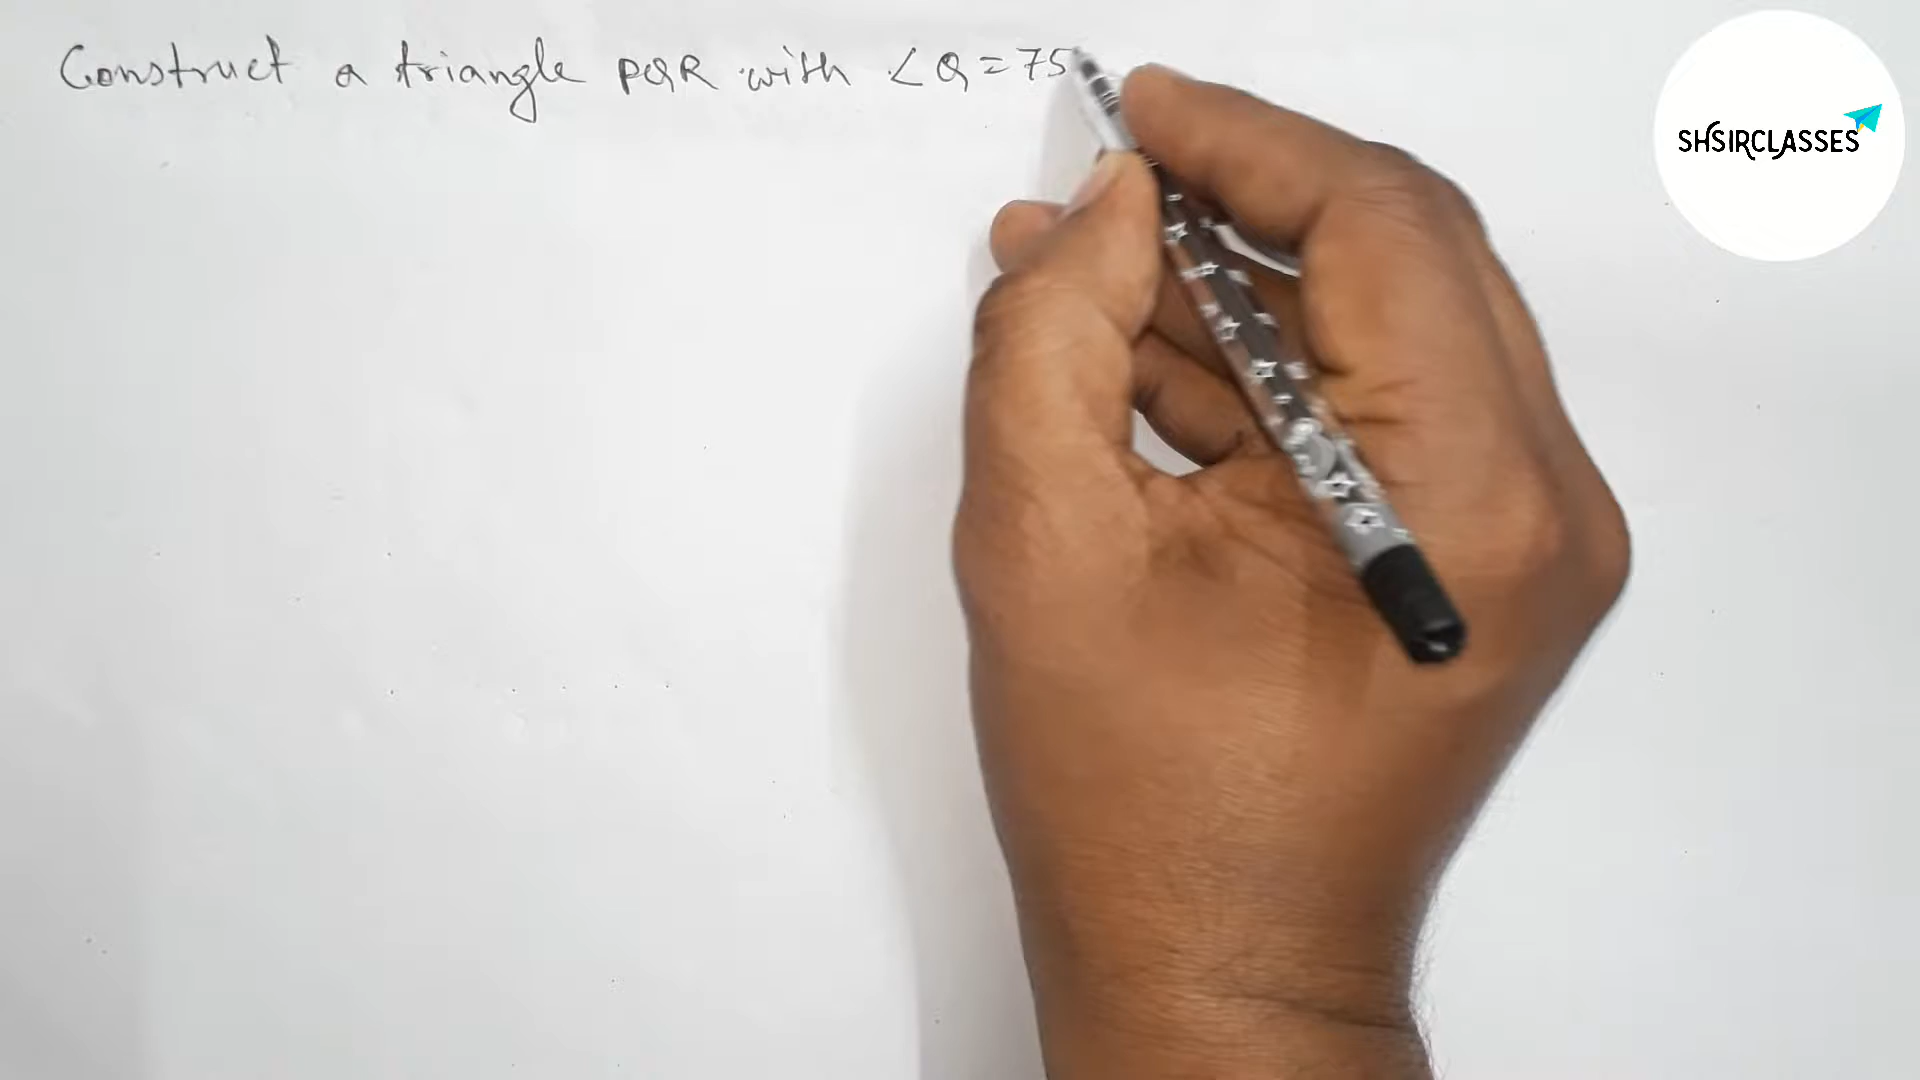 Construct a triangle PQR with ∠Q = 75
SHSIRCLASSES